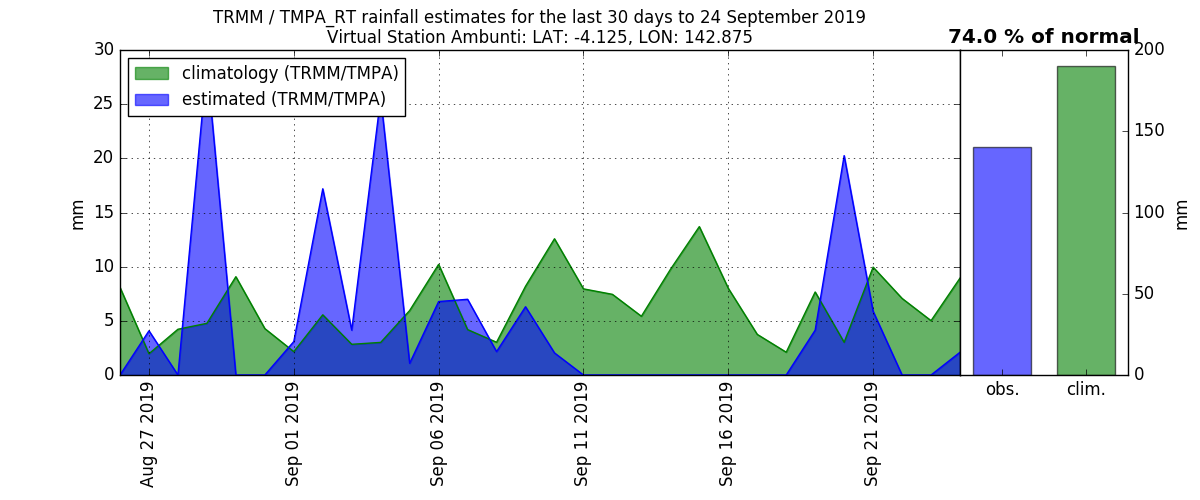 TRMM / TMPA_RT rainfall estimates for the last 30 days to 24 September 2019
Virtual Station Ambunti: LAT: -4.125, LON: 142.875
74.0 % of normal
climatology (TRMM/TMPA)
estimated (TRMM/TMPA)
30
25
20
15
10
5
0
mm
200
150
100
50
0
mm
Aug 27 2019
Sep 01 2019
Sep 06 2019
Sep 11 2019
Sep 16 2019
Sep 21 2019
obs.
clim.